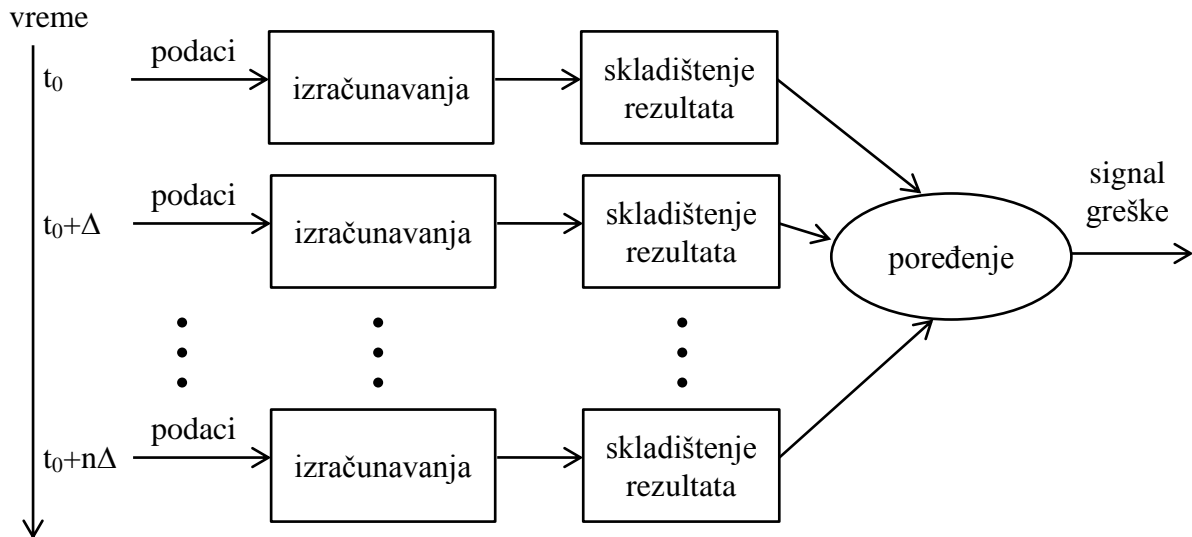 vreme
t₀
podaci
izračunavanja
skladištenje
rezultata
t₀+Δ
podaci
izračunavanja
skladištenje
rezultata
poređenje
signal
greške
t₀+nΔ
podaci
izračunavanja
skladištenje
rezultata